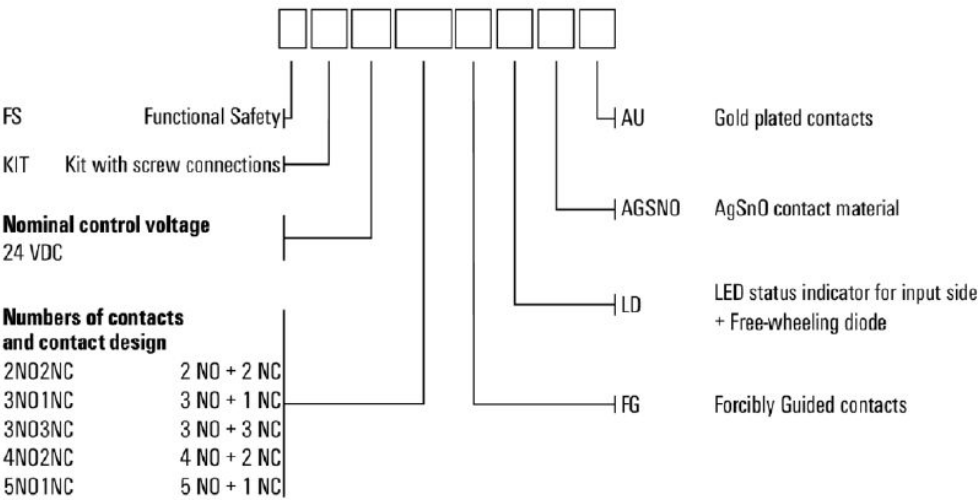 FS Functional Safety
KIT Kit with screw connections
Nominal control voltage
24 VDC
Numbers of contacts
and contact design
2NO2NC 2 NO + 2 NC
3NO1NC 3 NO + 1 NC
3NO3NC 3 NO + 3 NC
4NO2NC 4 NO + 2 NC
5NO1NC 5 NO + 1 NC
AU Gold plated contacts
AGSNO AgSnO contact material
LD LED status indicator for input side
+ Free-wheeling diode
FG Forcibly Guided contacts